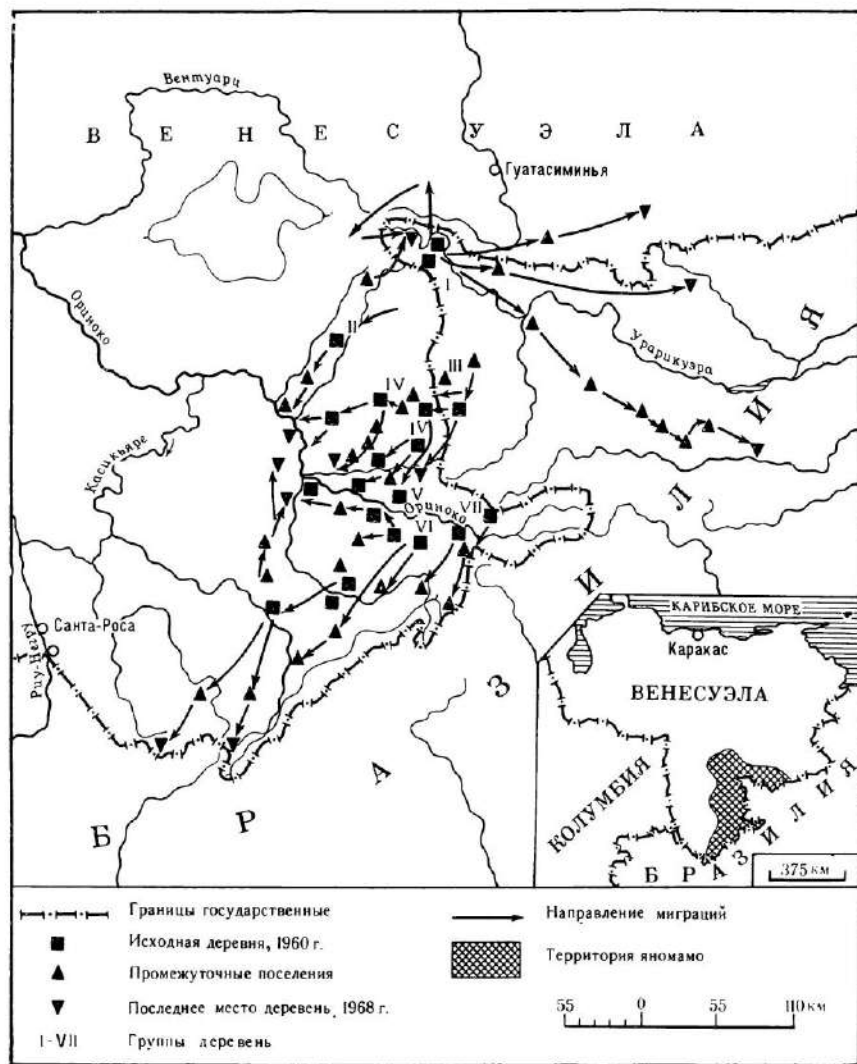 Вентуари
ВЕНЕСУЭЛА
Гуатасиминья
I
Ориноко
II
Урарикуэра
III
IV
Касикьяре
IV
V
Ориноко
VII
VI
Санта-Роса
Риу-Негру
БРАЗИЛИЯ
КАРИБСКОЕ МОРЕ
Каракас
ВЕНЕСУЭЛА
КОЛУМБИЯ
БРАЗИЛИЯ
375 км
Границы государственные
Исходная деревня, 1960 г.
Промежуточные поселения
Последнее место деревень, 1968 г.
I-VII Группы деревень
Направление миграций
Территория яномамо
55 0 55 110 км